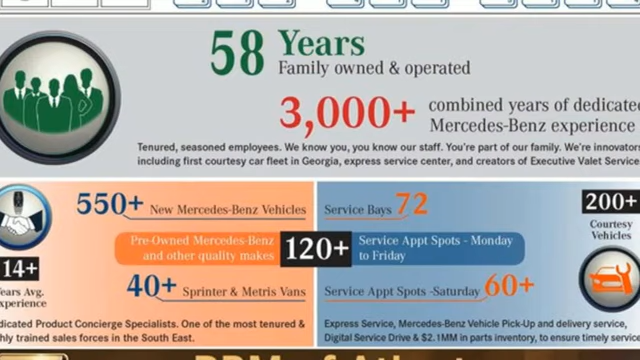 58 Years
Family owned & operated
3,000+ combined years of dedicated
Mercedes-Benz experience
Tenured, seasoned employees. We know you, you know our staff. You're part of our family. We're innovators
including first courtesy car fleet in Georgia, express service center, and creators of Executive Valet Service
550+ New Mercedes-Benz Vehicles
Pre-Owned Mercedes-Benz
and other quality makes
120+
40+ Sprinter & Metris Vans
14+
Years Avg.
Experience
dicated Product Concierge Specialists. One of the most tenured &
hly trained sales forces in the South East.
Service Bays 72
Service Appt Spots - Monday
to Friday
Service Appt Spots -Saturday 60+
200+
Courtesy
Vehicles
Express Service, Mercedes-Benz Vehicle Pick-Up and delivery service,
Digital Service Drive & $2.1MM in parts inventory, to ensure timely service